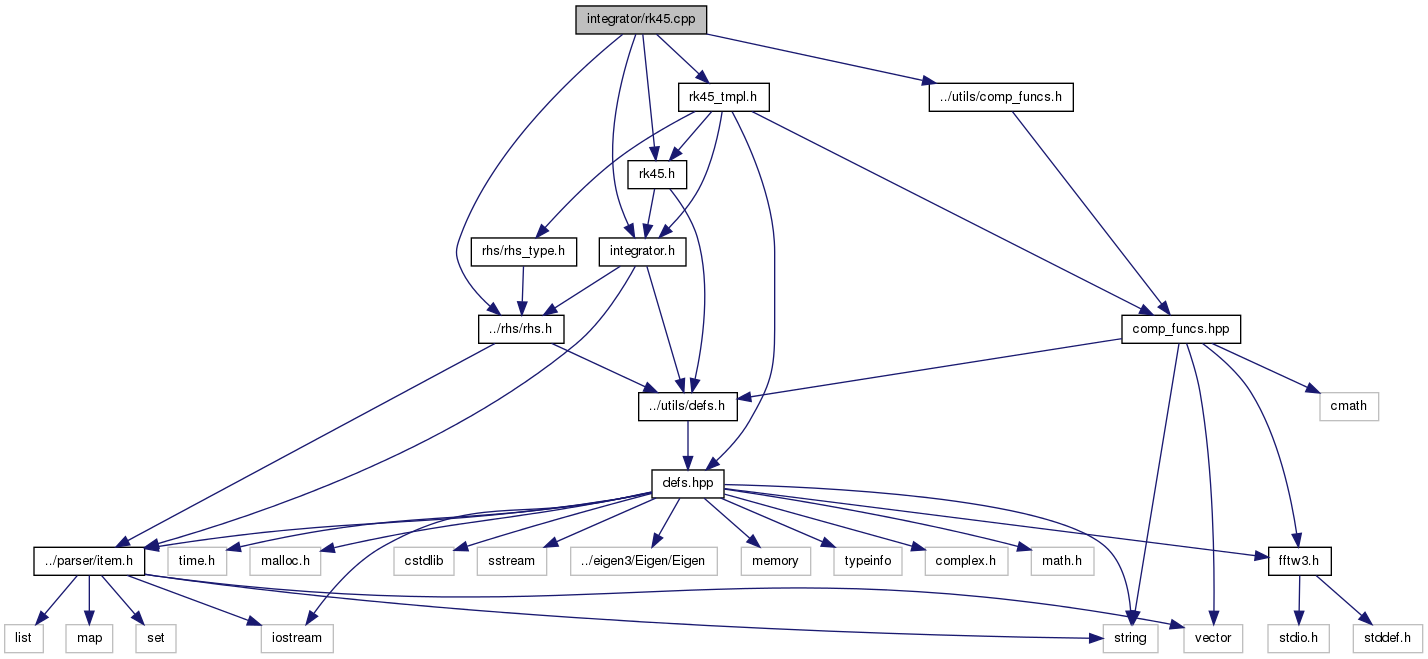 integrator/rk45.cpp
rk45_tmpl.h
../utils/comp_funcs.h
rk45.h
rhs/rhs_type.h
integrator.h
../rhs/rhs.h
comp_funcs.hpp
../utils/defs.h
cmath
defs.hpp
../parser/item.h
time.h
malloc.h
cstdlib
sstream
../eigen3/Eigen/Eigen
memory
typeinfo
complex.h
math.h
fftw3.h
list
map
set
iostream
string
vector
stdio.h
stddef.h